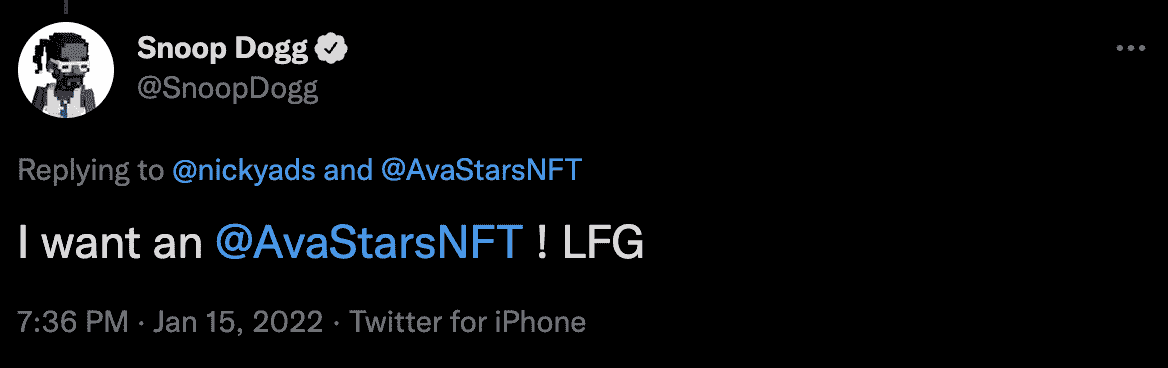 Snoop Dogg
@SnoopDogg
Replying to @nickyads and @AvaStarsNFT
I want an @AvaStarsNFT ! LFG
7:36 PM · Jan 15, 2022 · Twitter for iPhone